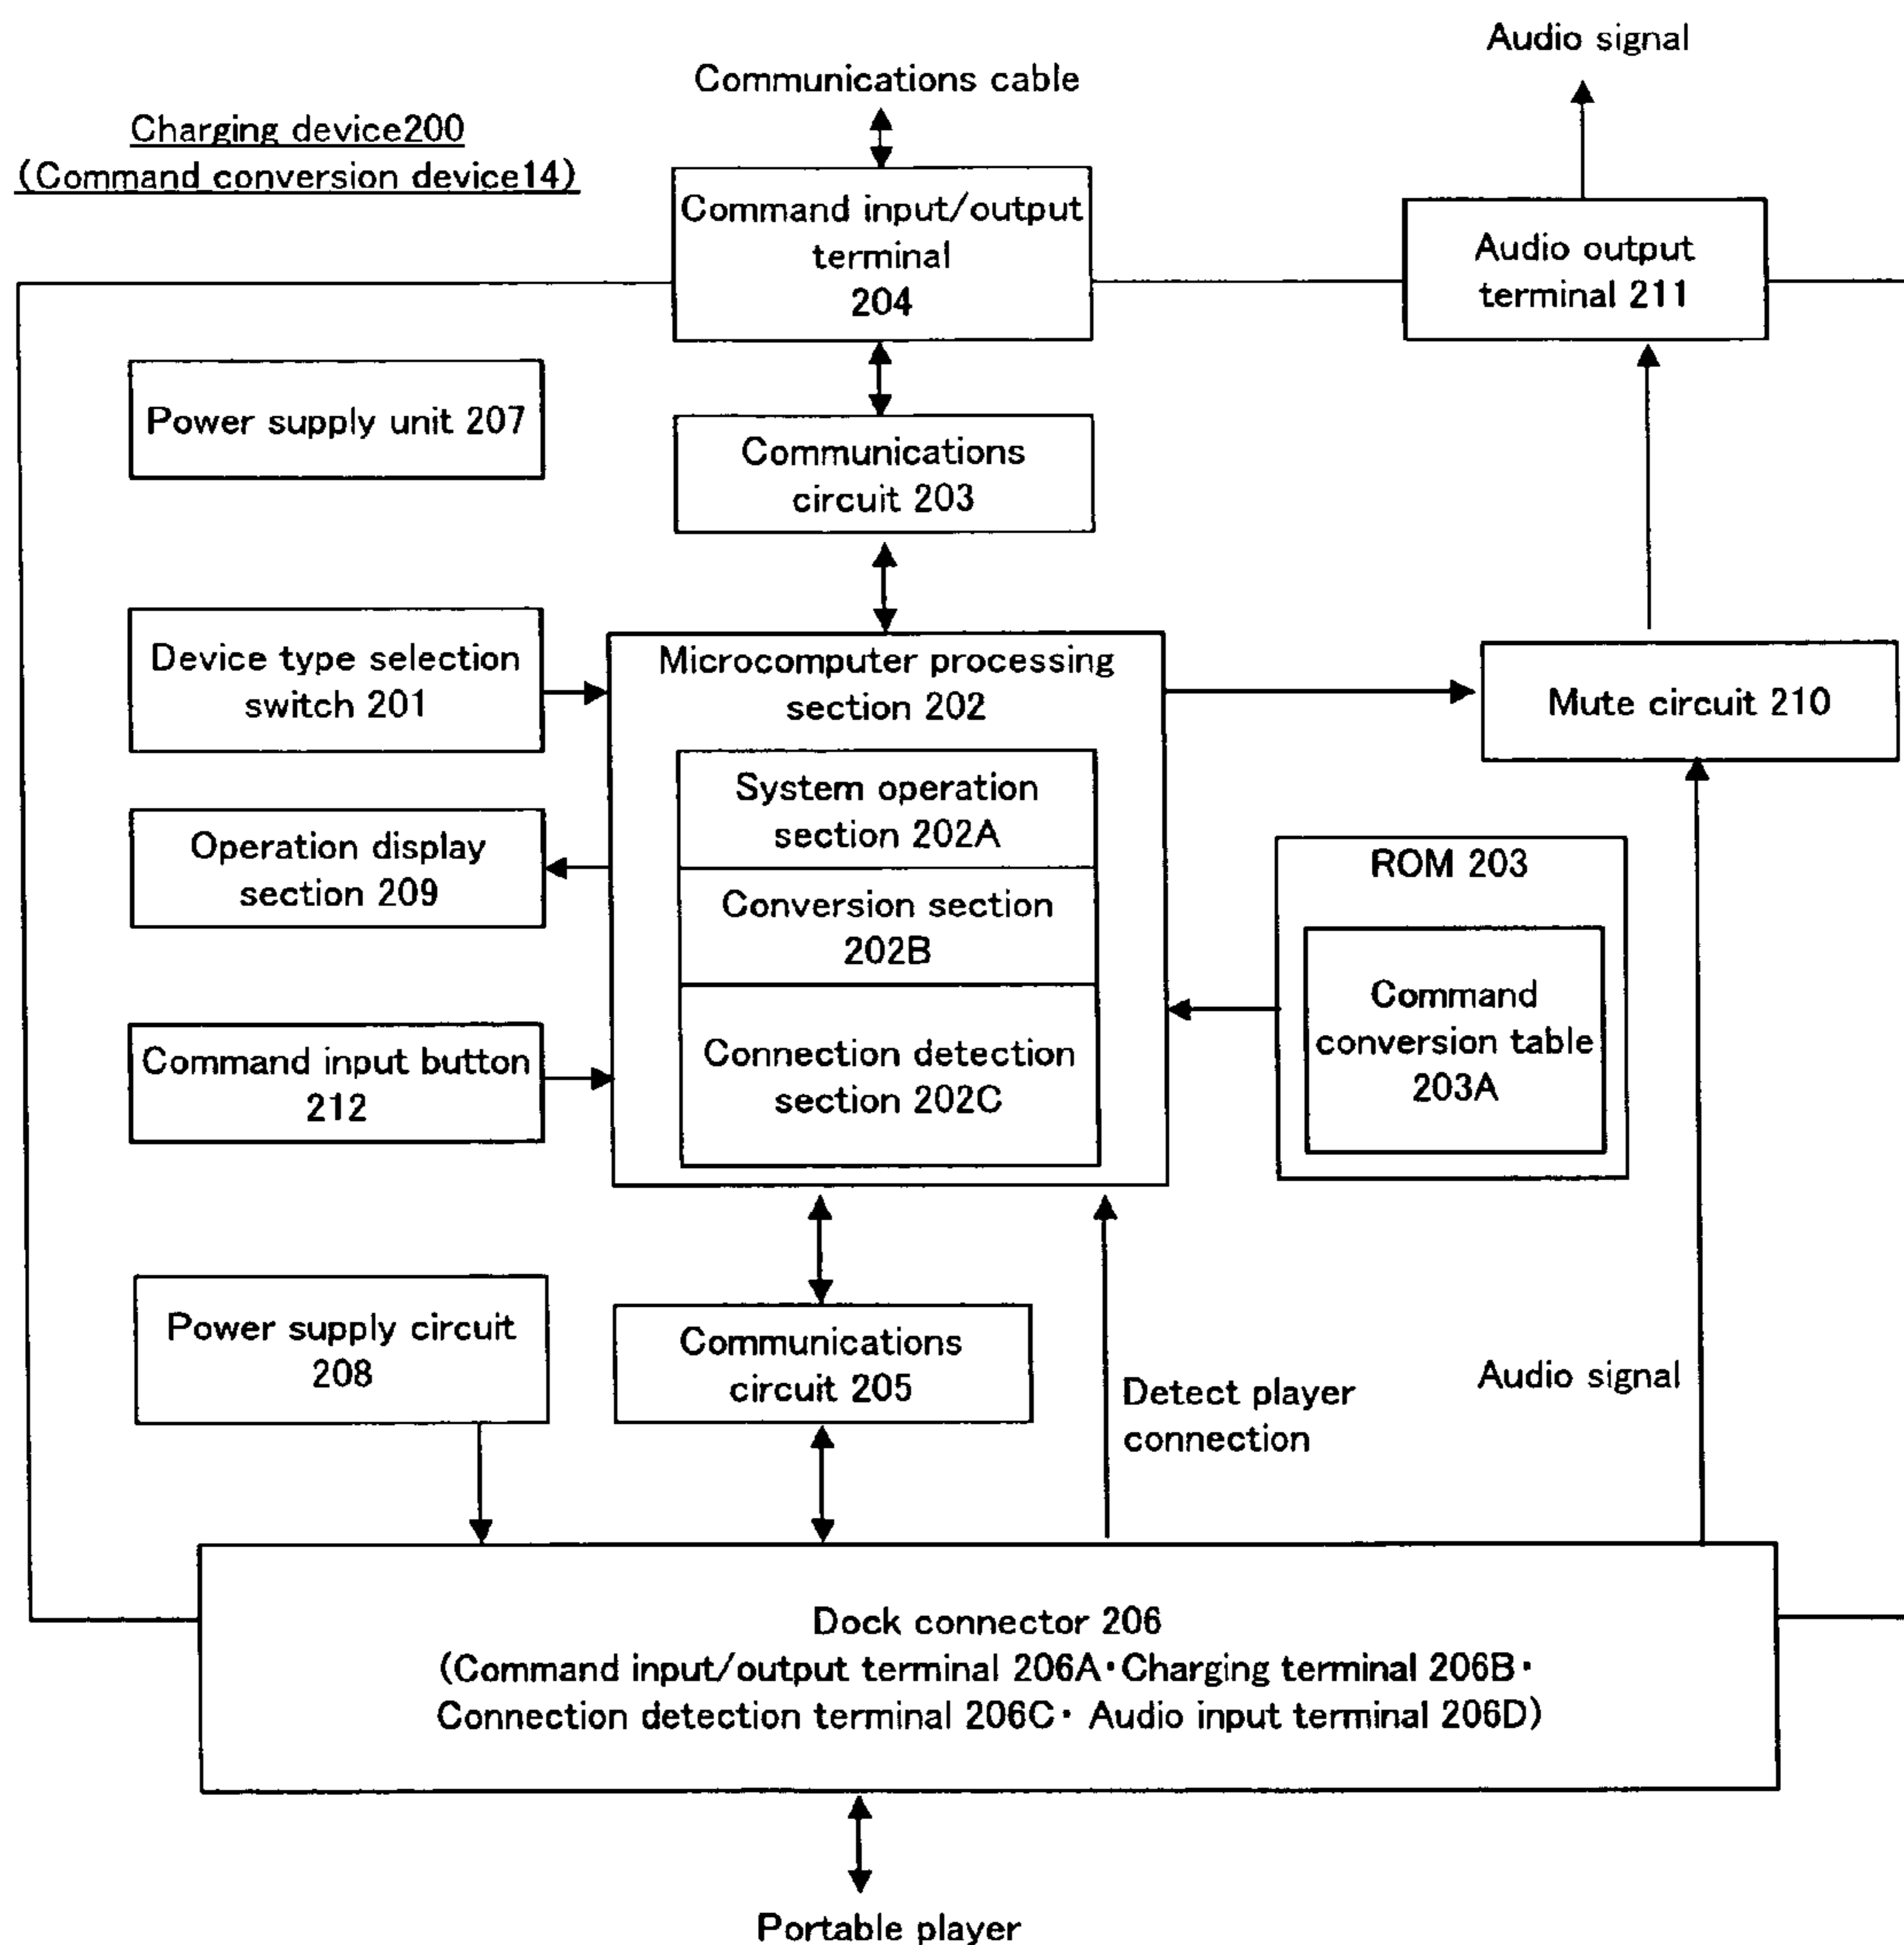 Audio signal
Communications cable
Charging device200
(Command conversion device14)
Command input/output
terminal
204
Audio output
terminal 211
Power supply unit 207
Communications
circuit 203
Device type selection
switch 201
Microcomputer processing
section 202
Mute circuit 210
System operation
section 202A
Operation display
section 209
ROM 203
Conversion section
202B
Command
conversion table
203A
Command input button
212
Connection detection
section 202C
Power supply circuit
208
Communications
circuit 205
Detect player
connection
Audio signal
Dock connector 206
(Command input/output terminal 206A・Charging terminal 206B・
Connection detection terminal 206C・ Audio input terminal 206D)
Portable player